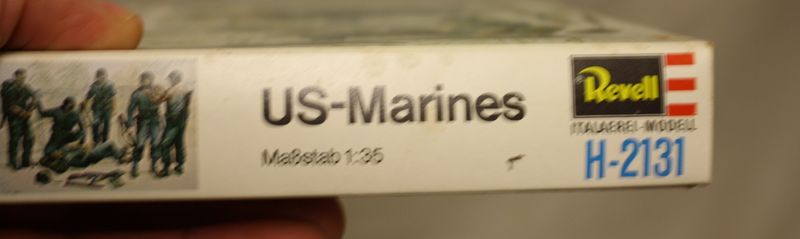 US-Marines
Maßstab 1:35
Revell
ITALAEREI-MODELL
H-2131